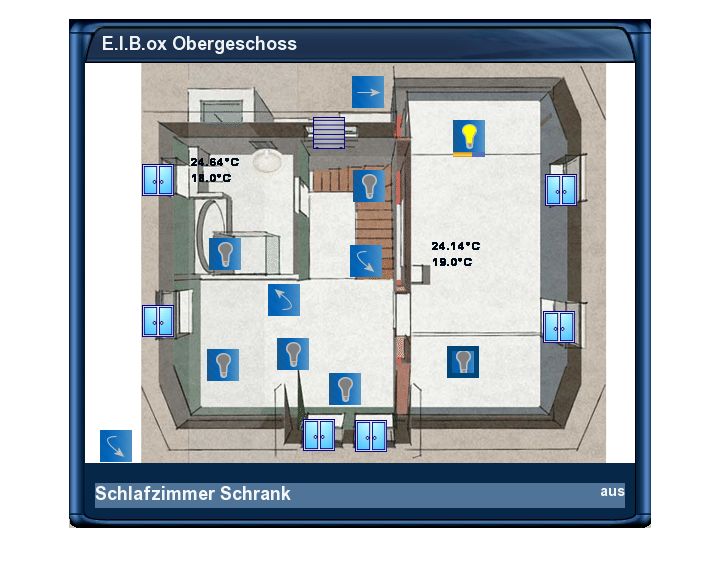 E.I.B.ox Obergeschoss
24.64°C
18.0°C
24.14°C
19.0°C
Schlafzimmer Schrank
aus